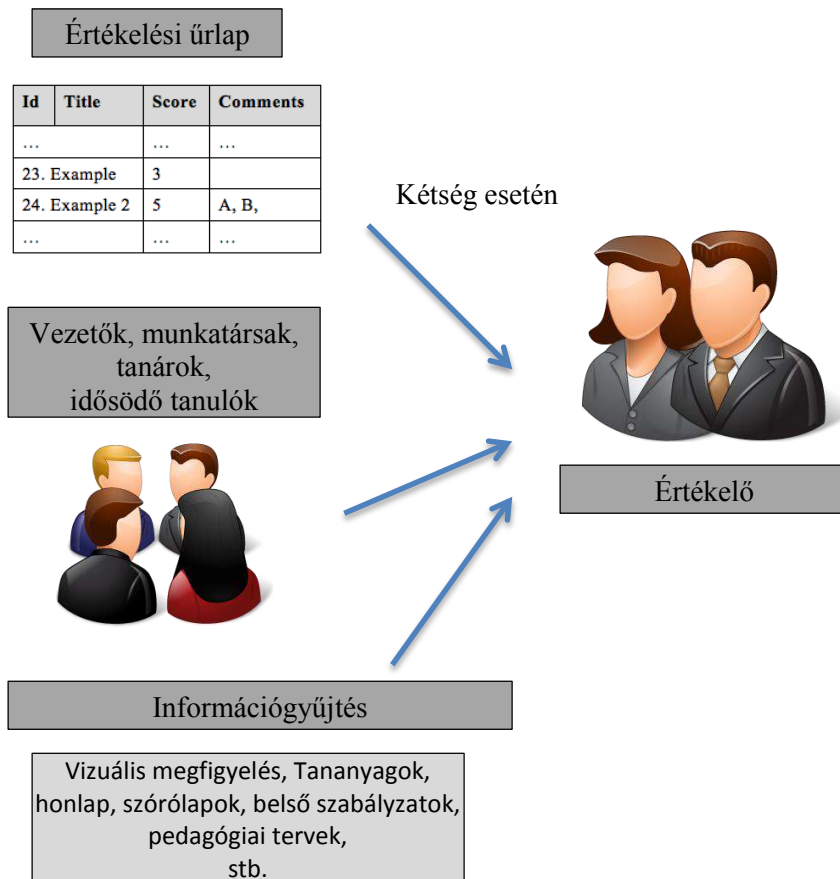 Értékelési űrlap
Id Title Score Comments
... ... ...
23. Example 3
24. Example 2 5 A, B,
... ... ...
Kétség esetén
Vezetők, munkatársak,
tanárok,
idősödő tanulók
Értékelő
Információgyűjtés
Vizuális megfigyelés, Tananyagok,
honlap, szórólapok, belső szabályzatok,
pedagógiai tervek,
stb.